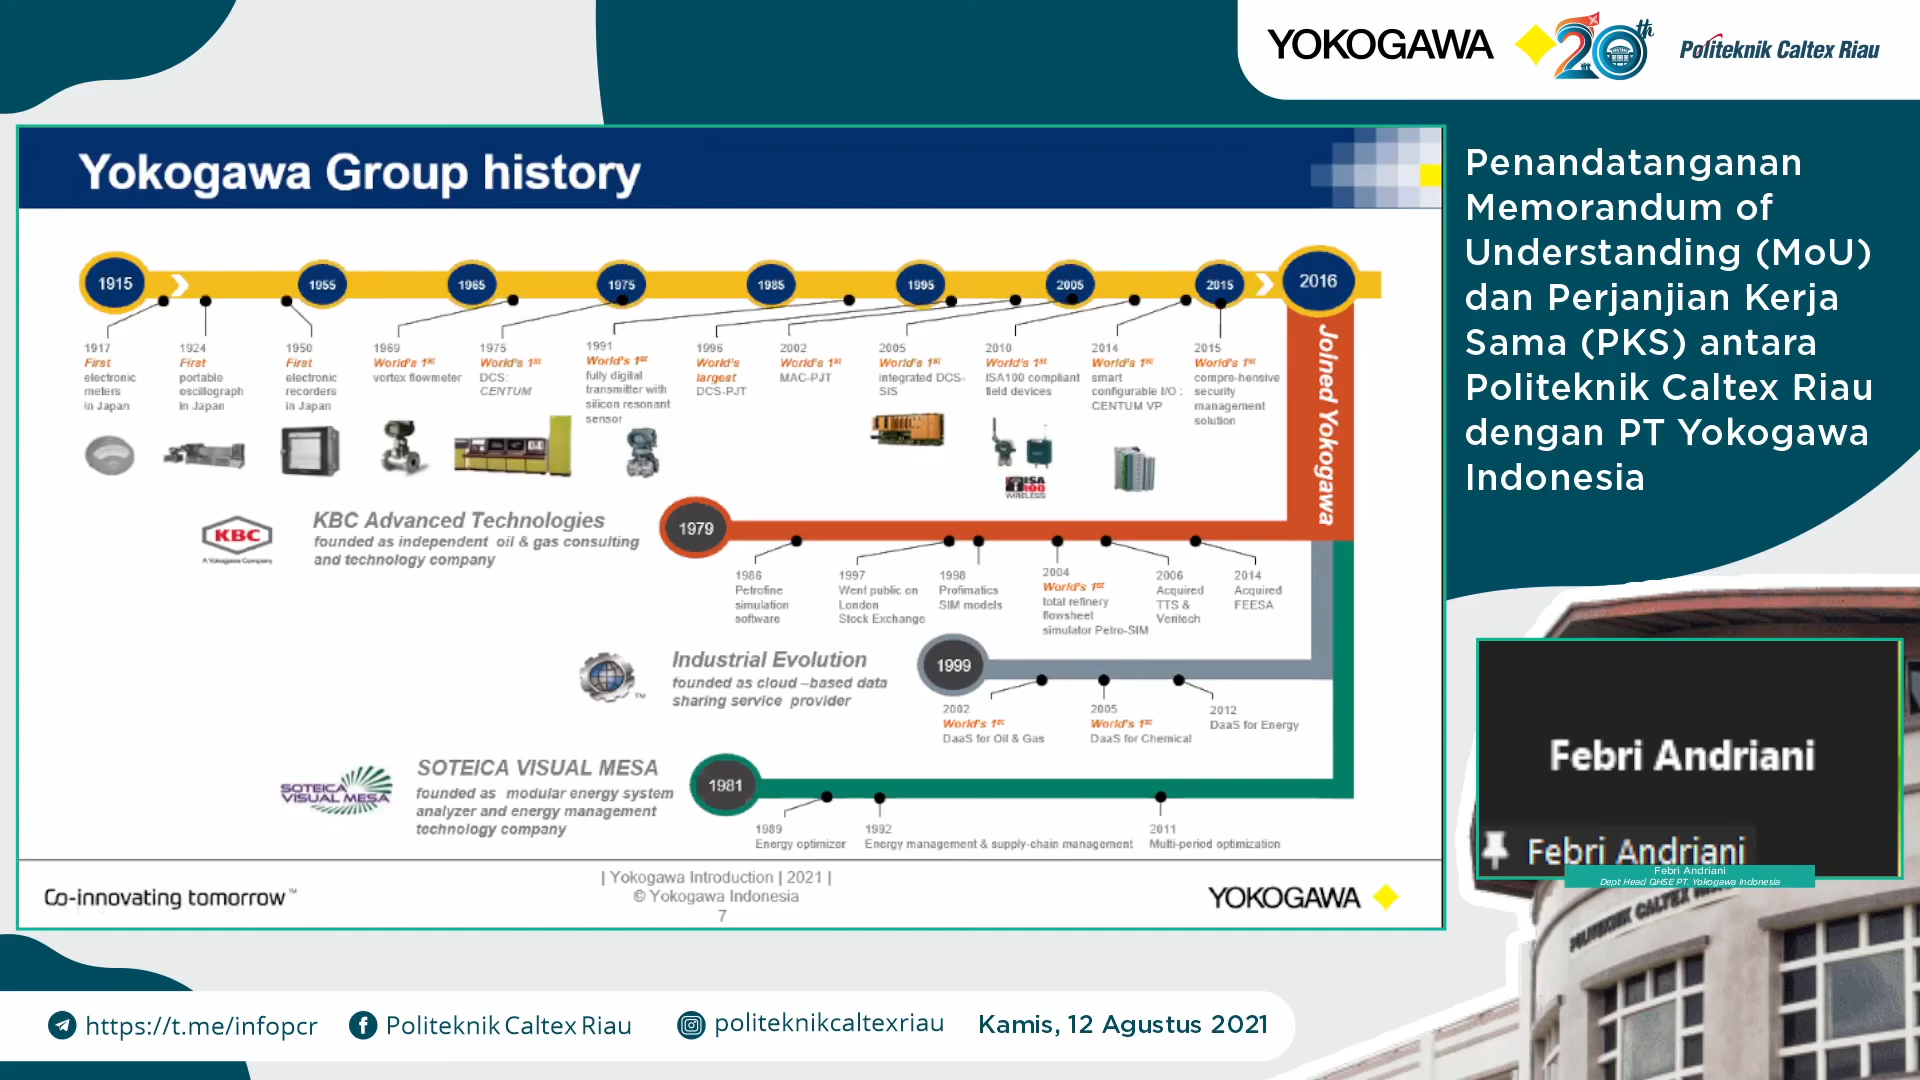 YOKOGAWA
20th
Politeknik Caltex Riau
Yokogawa Group history
1915
1955
1965
1975
1985
1995
2005
2015
2016
1917
First
electronic
meters
in Japan
1924
First
portable
oscillograph
in Japan
1950
First
electronic
recorders
in Japan
1969
World's 1st
vortex flowmeter
1975
World's 1st
DCS:
CENTUM
1991
World's 1st
fully digital
transmitter with
silicon resonant
sensor
1996
World's
largest
DCS-PJT
2002
World's 1st
MAC-PJT
2005
World's 1st
integrated DCS-
SIS
2010
World's 1st
ISA100 compliant
field devices
2014
World's 1st
smart
configurable I/O :
CENTUM VP
2015
World's 1st
compre-hensive
security
management
solution
ISA
100
WIRELESS
Joined Yokogawa
KBC
A Yokogawa Company
KBC Advanced Technologies
founded as independent oil & gas consulting
and technology company
1979
1986
Petrofine
simulation
software
1997
Went public on
London
Stock Exchange
1998
Profimatics
SIM models
2004
World's 1st
total refinery
flowsheet
simulator Petro-SIM
2006
Acquired
TTS &
Veritech
2014
Acquired
FEESA
TM
Industrial Evolution
founded as cloud –based data
sharing service provider
1999
2002
World's 1st
DaaS for Oil & Gas
2005
World's 1st
DaaS for Chemical
2012
DaaS for Energy
SOTEICA
VISUAL MESA
SOTEICA VISUAL MESA
founded as modular energy system
analyzer and energy management
technology company
1981
1989
Energy optimizer
1992
Energy management & supply-chain management
2011
Multi-period optimization
Co-innovating tomorrow™
| Yokogawa Introduction | 2021 |
© Yokogawa Indonesia
7
YOKOGAWA
Penandatanganan
Memorandum of
Understanding (MoU)
dan Perjanjian Kerja
Sama (PKS) antara
Politeknik Caltex Riau
dengan PT Yokogawa
Indonesia
Febri Andriani
Febri Andriani
Febri Andriani
Dept Head QHSE PT. Yokogawa Indonesia
POLITEKNIK CALTEX
https://t.me/infopcr
Politeknik Caltex Riau
politeknikcaltexriau
Kamis, 12 Agustus 2021